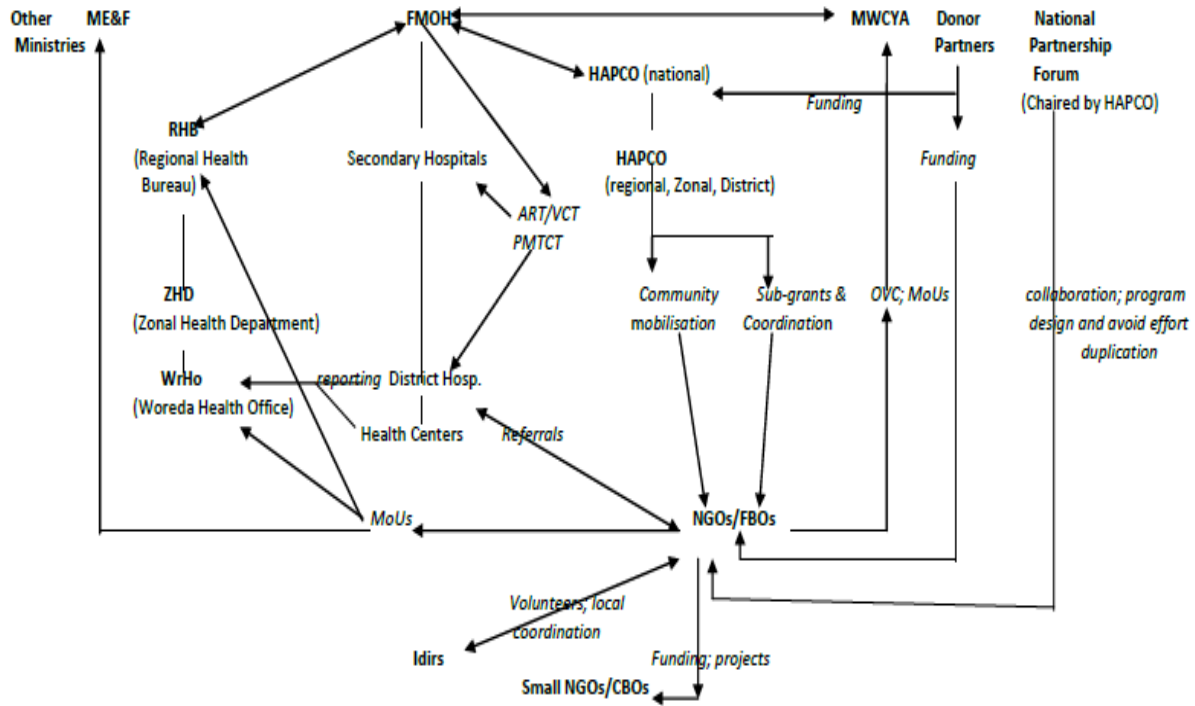 Other ME&F FMOHs MWCYA Donor National
Ministries Partners Partnership
HAPCO (national) Forum
Funding (Chaired by HAPCO)
RHB
(Regional Health Secondary Hospitals HAPCO Funding
Bureau) (regional, Zonal, District)
ART/VCT
PMTCT
ZHD Community Sub-grants & OVC; MoUs collaboration; program
(Zonal Health Department) mobilisation Coordination design and avoid effort
duplication
WrHo reporting District Hosp.
(Woreda Health Office)
Health Centers Referrals
MoUs NGOs/FBOs
Volunteers; local
coordination
Idirs Funding; projects
Small NGOs/CBOs